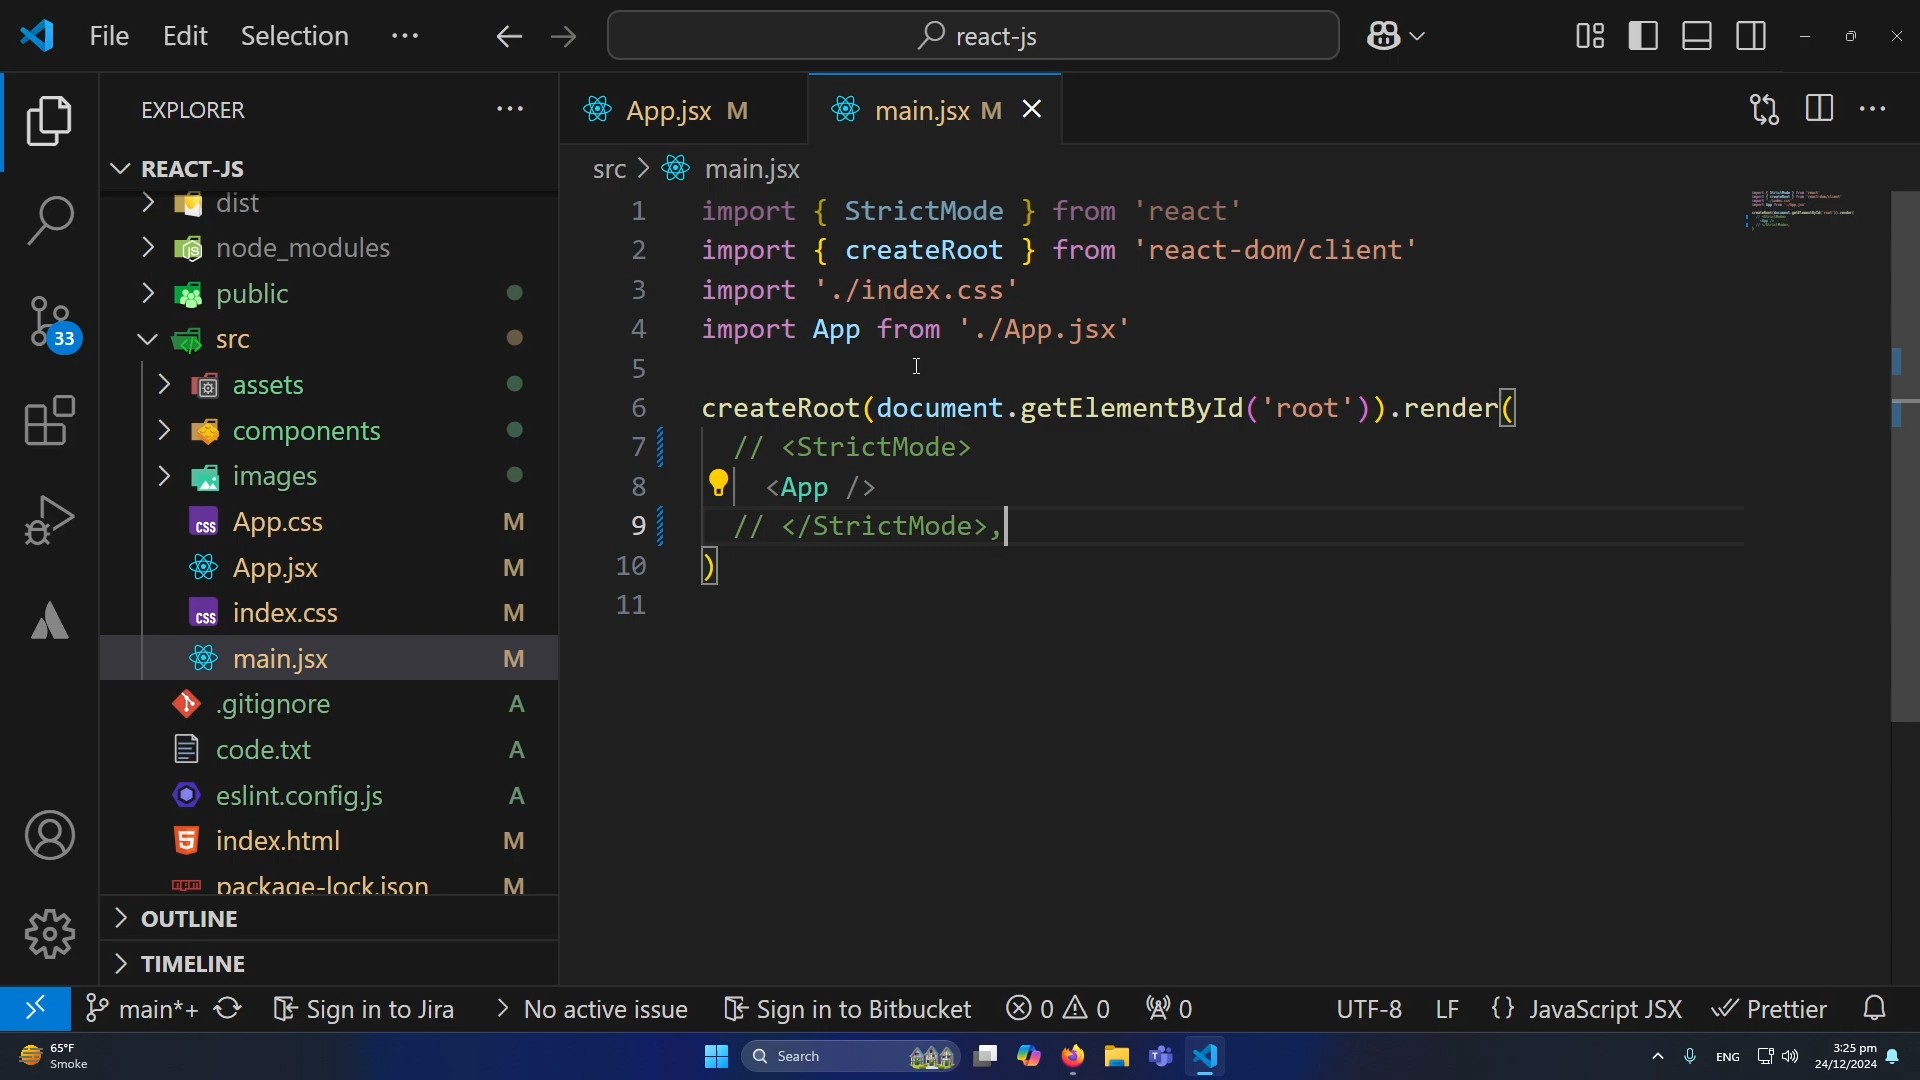 File Edit Selection ···
react-js
EXPLORER ···
REACT-JS
dist
node_modules
public
src
assets
components
images
App.css M
App.jsx M
index.css M
main.jsx M
.gitignore A
code.txt A
eslint.config.js A
index.html M
package-lock.json M
OUTLINE
TIMELINE
33
App.jsx M
main.jsx M
src > main.jsx
1 import { StrictMode } from 'react'
2 import { createRoot } from 'react-dom/client'
3 import './index.css'
4 import App from './App.jsx'
5
6 createRoot(document.getElementById('root')).render(
7 // <StrictMode>
8 <App />
9 // </StrictMode>,
10 )
11
main*+ Sign in to Jira > No active issue Sign in to Bitbucket 0 0 0 UTF-8 LF {} JavaScript JSX Prettier
65°F
Smoke
Search
ENG
3:25 pm
24/12/2024